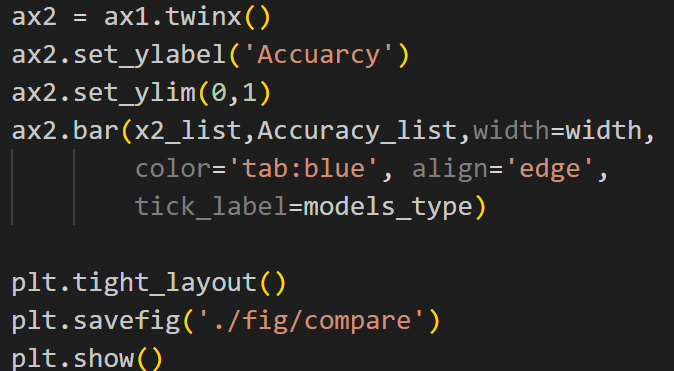 ax2 = ax1.twinx()
ax2.set_ylabel('Accuarcy')
ax2.set_ylim(0,1)
ax2.bar(x2_list,Accuracy_list,width=width,
color='tab:blue', align='edge',
tick_label=models_type)
plt.tight_layout()
plt.savefig('./fig/compare')
plt.show()